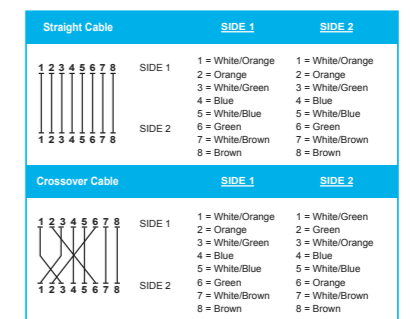 Straight Cable SIDE 1 SIDE 2
1 2 3 4 5 6 7 8 SIDE 1
SIDE 2
1 2 3 4 5 6 7 8
1 = White/Orange 1 = White/Orange
2 = Orange 2 = Orange
3 = White/Green 3 = White/Green
4 = Blue 4 = Blue
5 = White/Blue 5 = White/Blue
6 = Green 6 = Green
7 = White/Brown 7 = White/Brown
8 = Brown 8 = Brown
Crossover Cable SIDE 1 SIDE 2
1 2 3 4 5 6 7 8 SIDE 1
SIDE 2
1 2 3 4 5 6 7 8
1 = White/Orange 1 = White/Green
2 = Orange 2 = Green
3 = White/Green 3 = White/Orange
4 = Blue 4 = Blue
5 = White/Blue 5 = White/Blue
6 = Green 6 = Orange
7 = White/Brown 7 = White/Brown
8 = Brown 8 = Brown